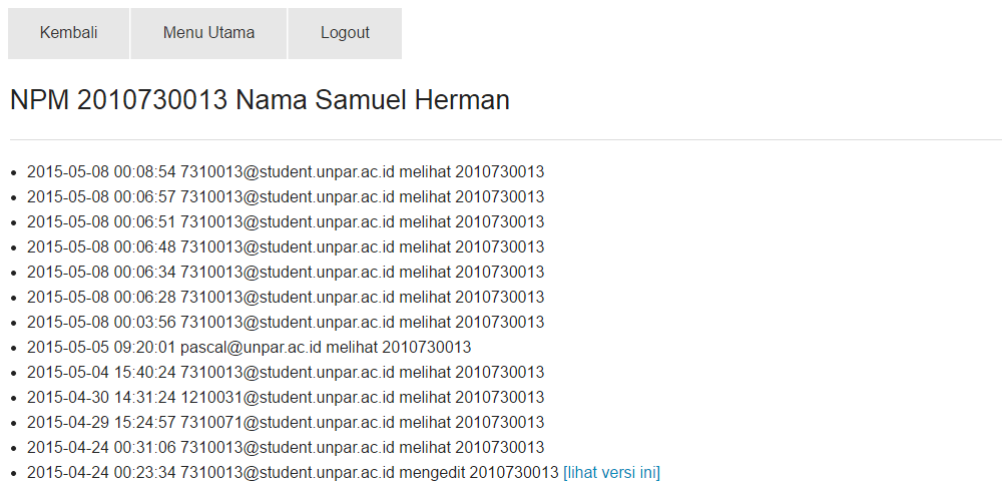 Kembali Menu Utama Logout
NPM 2010730013 Nama Samuel Herman
• 2015-05-08 00:08:54 7310013@student.unpar.ac.id melihat 2010730013
• 2015-05-08 00:06:57 7310013@student.unpar.ac.id melihat 2010730013
• 2015-05-08 00:06:51 7310013@student.unpar.ac.id melihat 2010730013
• 2015-05-08 00:06:48 7310013@student.unpar.ac.id melihat 2010730013
• 2015-05-08 00:06:34 7310013@student.unpar.ac.id melihat 2010730013
• 2015-05-08 00:06:28 7310013@student.unpar.ac.id melihat 2010730013
• 2015-05-08 00:03:56 7310013@student.unpar.ac.id melihat 2010730013
• 2015-05-05 09:20:01 pascal@unpar.ac.id melihat 2010730013
• 2015-05-04 15:40:24 7310013@student.unpar.ac.id melihat 2010730013
• 2015-04-30 14:31:24 1210031@student.unpar.ac.id melihat 2010730013
• 2015-04-29 15:24:57 7310071@student.unpar.ac.id melihat 2010730013
• 2015-04-24 00:31:06 7310013@student.unpar.ac.id melihat 2010730013
• 2015-04-24 00:23:34 7310013@student.unpar.ac.id mengedit 2010730013 [lihat versi ini]